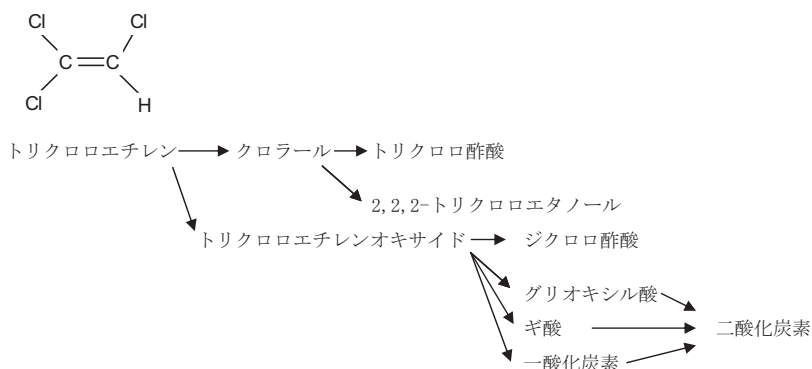 Cl Cl
C C
Cl H
トリクロロエチレン クロラール トリクロロ酢酸
2,2,2-トリクロロエタノール
トリクロロエチレンオキサイド ジクロロ酢酸
グリオキシル酸
ギ酸 二酸化炭素
一酸化炭素